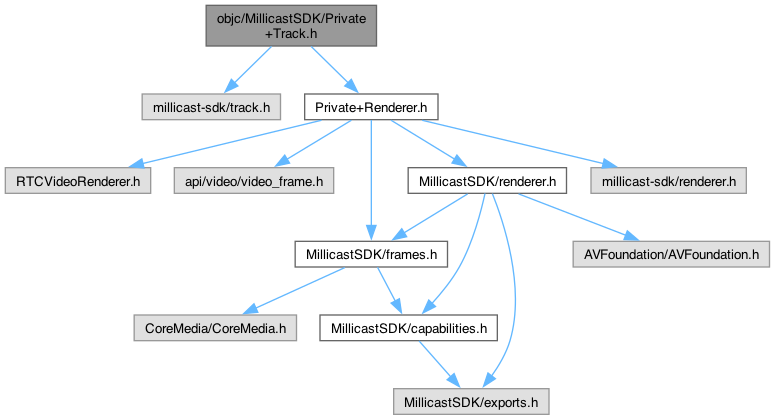 objc/MillicastSDK/Private
+Track.h
millicast-sdk/track.h
Private+Renderer.h
RTCVideoRenderer.h
api/video/video_frame.h
MillicastSDK/renderer.h
millicast-sdk/renderer.h
MillicastSDK/frames.h
AVFoundation/AVFoundation.h
CoreMedia/CoreMedia.h
MillicastSDK/capabilities.h
MillicastSDK/exports.h